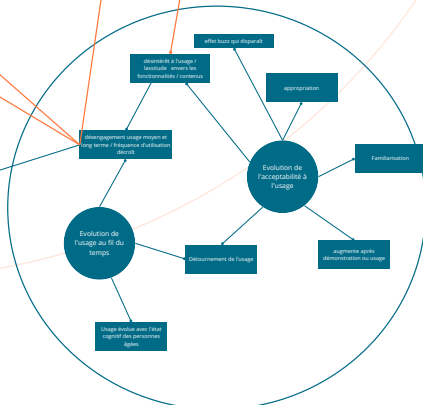 effet buzz qui disparaît
désintérêt à l'usage /
lassitude envers les
fonctionnalités / contenus
appropriation
désengagement usage moyen et
long terme / fréquence d'utilisation
décroît
Familiarisation
Evolution de
l'acceptabilité à
l'usage
Evolution de
l'usage au fil du
temps
Détournement de l'usage
augmente après
démonstration ou usage
Usage évolue avec l'état
cognitif des personnes
âgées